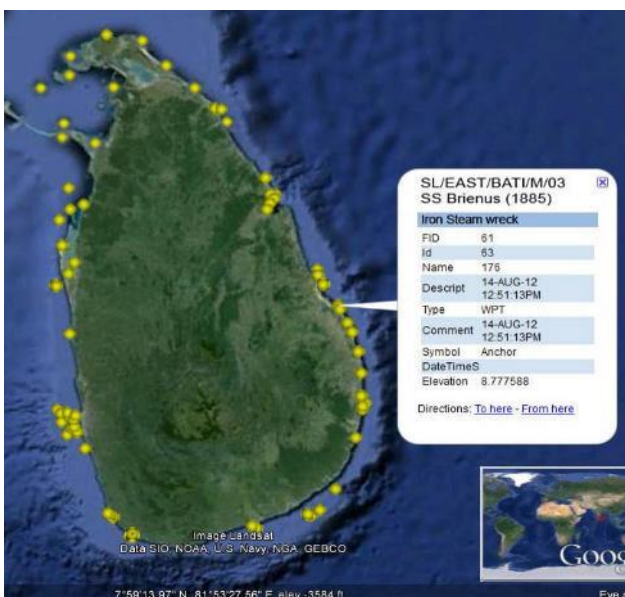 SL/EAST/BATI/M/03
SS Brienus (1885)
Iron Steam wreck
FID 61
Id 63
Name 176
Descript 14-AUG-12
12:51:13PM
Type WPT
Comment 14-AUG-12
12:51:13PM
Symbol Anchor
DateTimeS
Elevation 8.777588
Directions: To here - From here
Image Landsat
Data SIO, NOAA, U.S. Navy, NGA, GEBCO
Goog
7°59'13.97" N 81°53'27.56" E elev -3584 ft
Eye